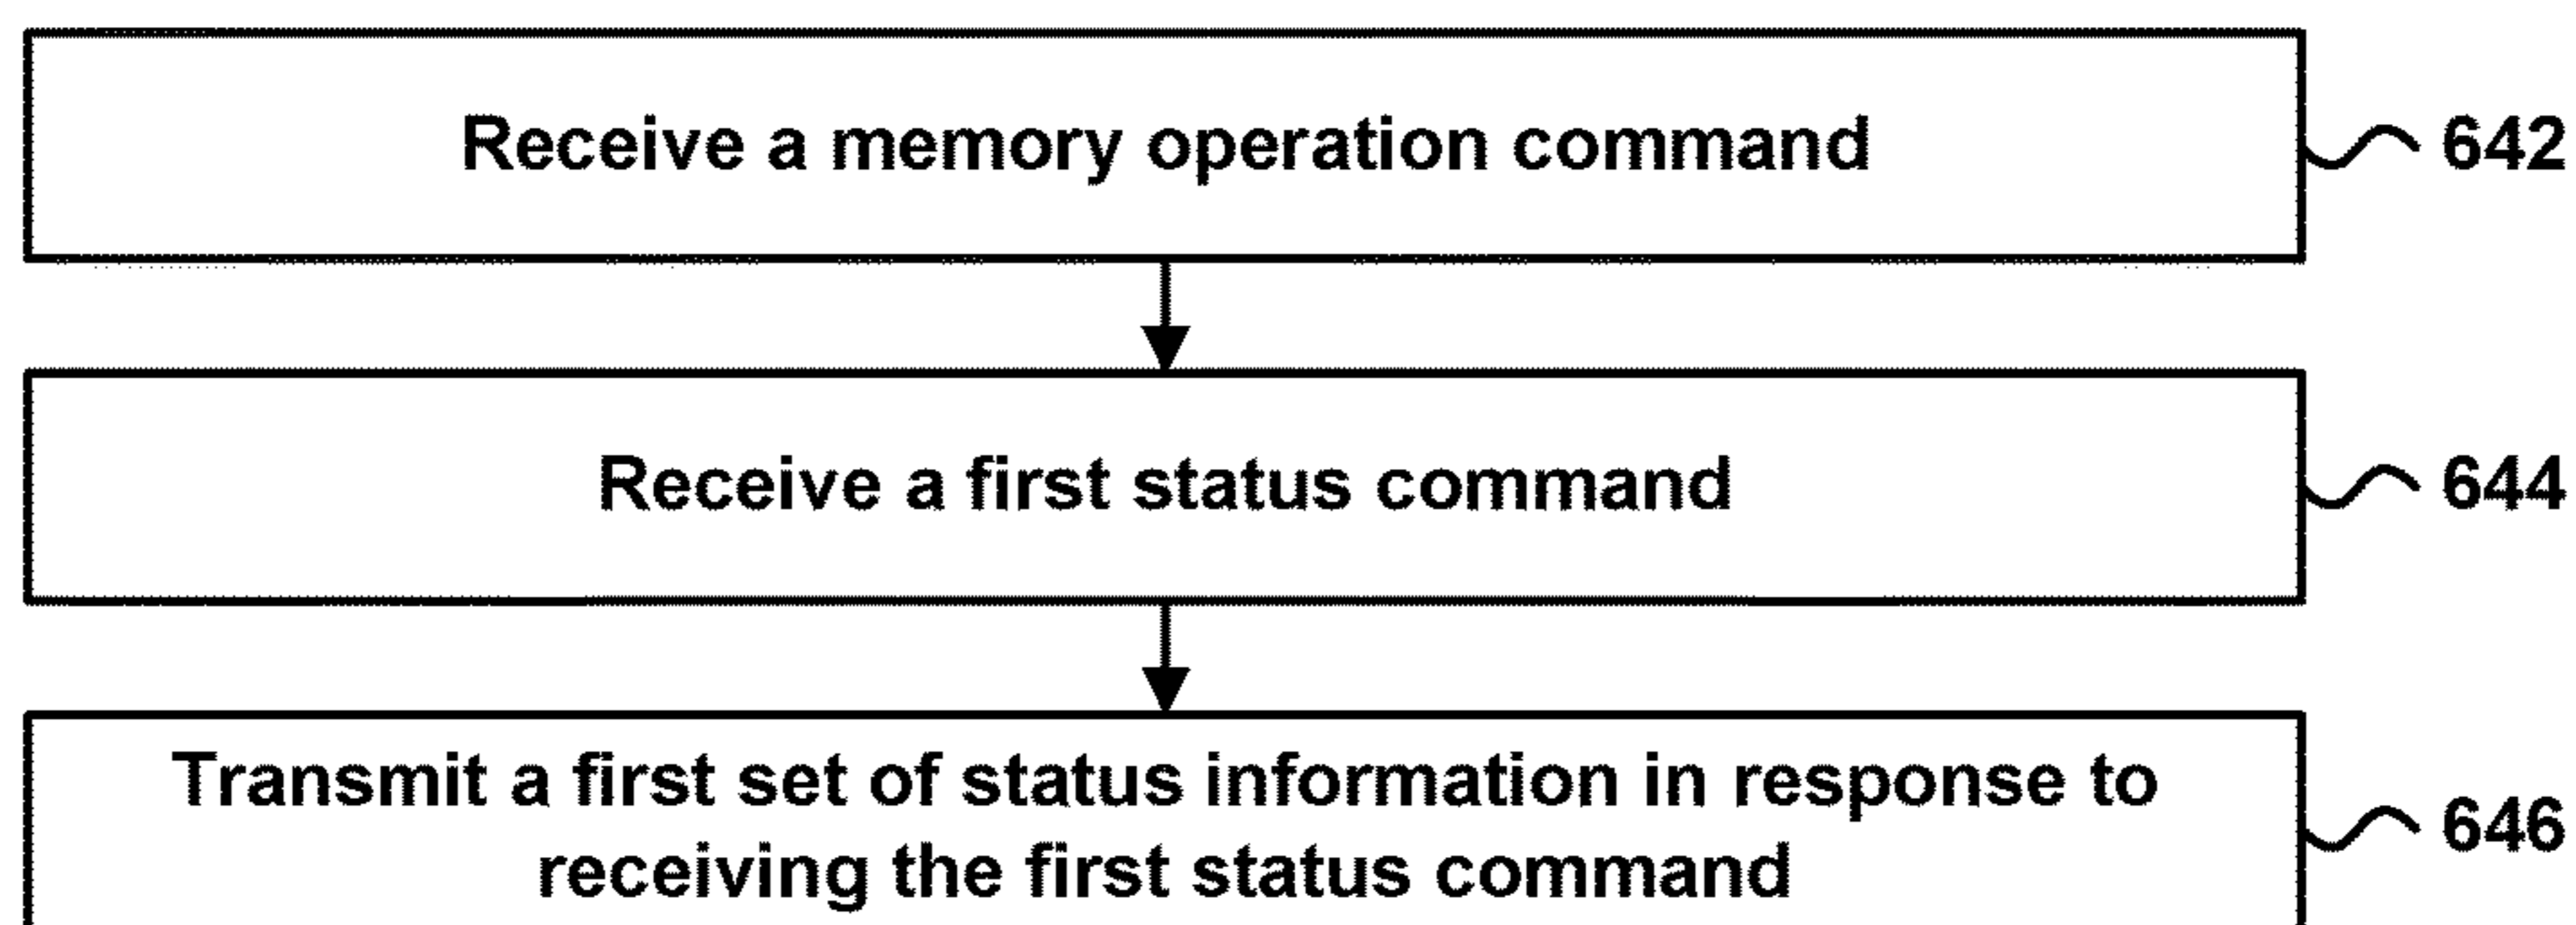 Receive a memory operation command
642
Receive a first status command
644
Transmit a first set of status information in response to
receiving the first status command
646